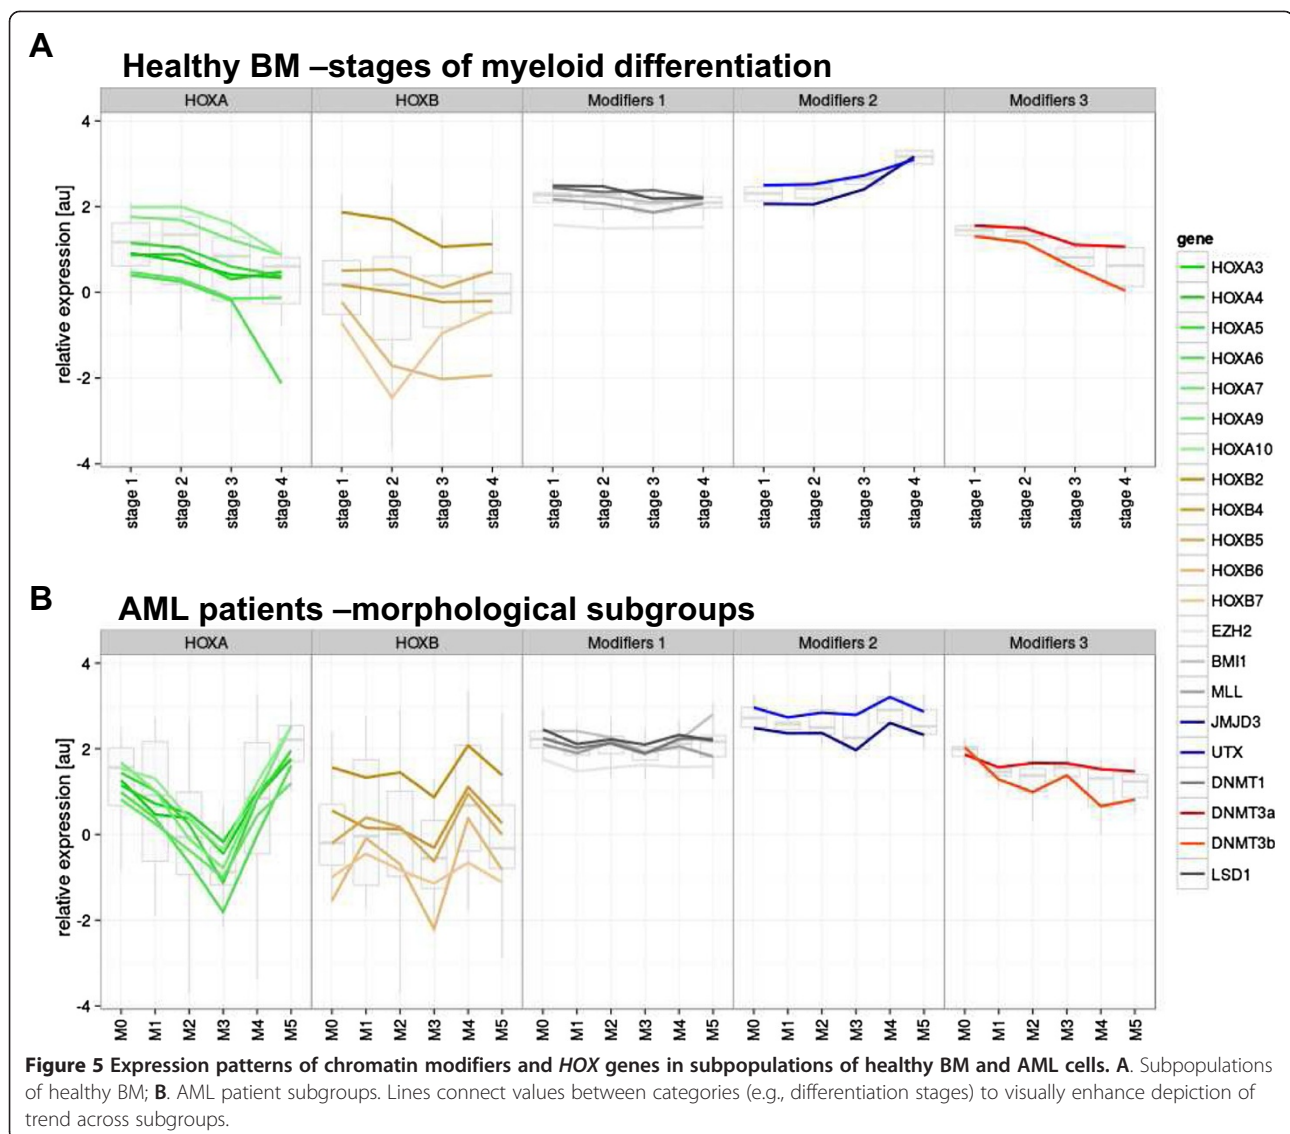 A
Healthy BM –stages of myeloid differentiation
HOXA HOXB Modifiers 1 Modifiers 2 Modifiers 3
relative expression [au]
4
2
0
-2
-4
stage 1 stage 2 stage 3 stage 4 stage 1 stage 2 stage 3 stage 4 stage 1 stage 2 stage 3 stage 4 stage 1 stage 2 stage 3 stage 4 stage 1 stage 2 stage 3 stage 4
gene
HOXA3
HOXA4
HOXA5
HOXA6
HOXA7
HOXA9
HOXA10
HOXB2
HOXB4
HOXB5
HOXB6
HOXB7
EZH2
BMI1
MLL
JMJD3
UTX
DNMT1
DNMT3a
DNMT3b
LSD1
B
AML patients –morphological subgroups
HOXA HOXB Modifiers 1 Modifiers 2 Modifiers 3
relative expression [au]
4
2
0
-2
-4
M0 M1 M2 M3 M4 M5 M0 M1 M2 M3 M4 M5 M0 M1 M2 M3 M4 M5 M0 M1 M2 M3 M4 M5 M0 M1 M2 M3 M4 M5
Figure 5 Expression patterns of chromatin modifiers and HOX genes in subpopulations of healthy BM and AML cells. A. Subpopulations
of healthy BM; B. AML patient subgroups. Lines connect values between categories (e.g., differentiation stages) to visually enhance depiction of
trend across subgroups.